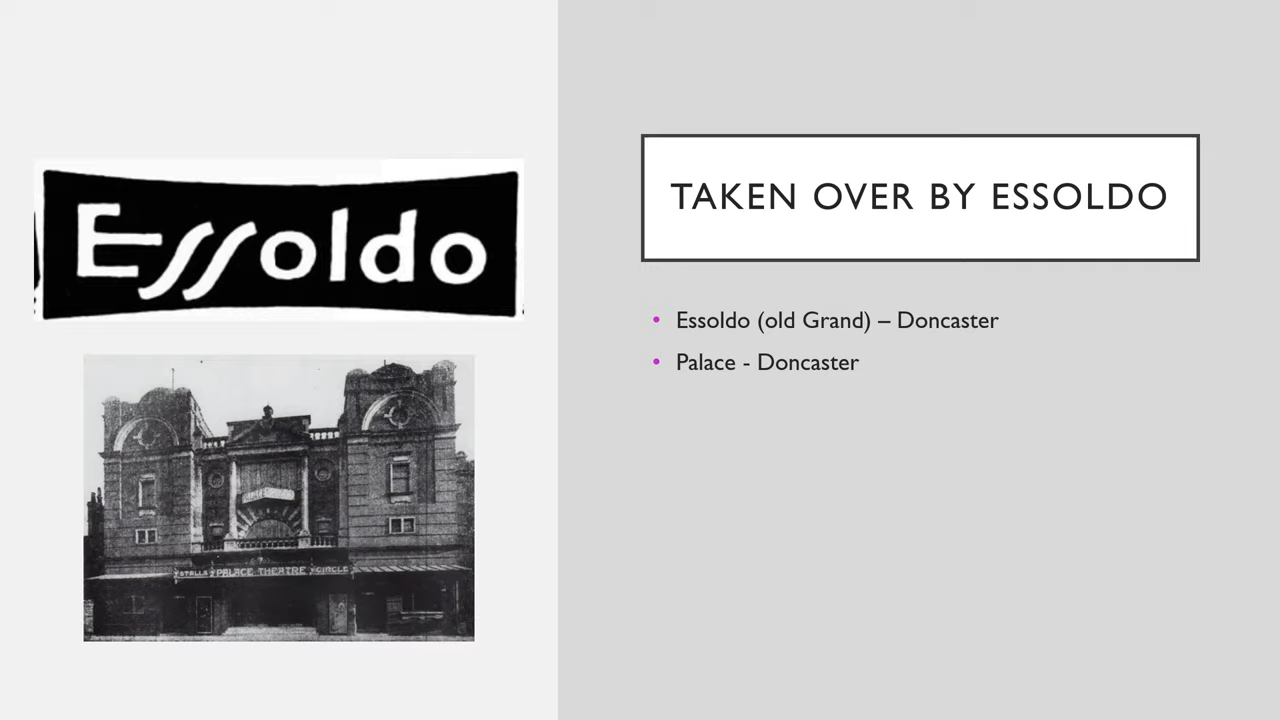 Essoldo
STALLS PALACE THEATRE CIRCLE
TAKEN OVER BY ESSOLDO
• Essoldo (old Grand) – Doncaster
• Palace - Doncaster